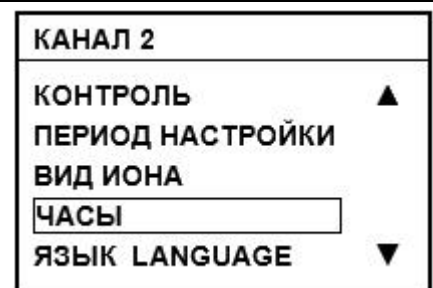 КАНАЛ 2
КОНТРОЛЬ
ПЕРИОД НАСТРОЙКИ
ВИД ИОНА
ЧАСЫ
ЯЗЫК LANGUAGE